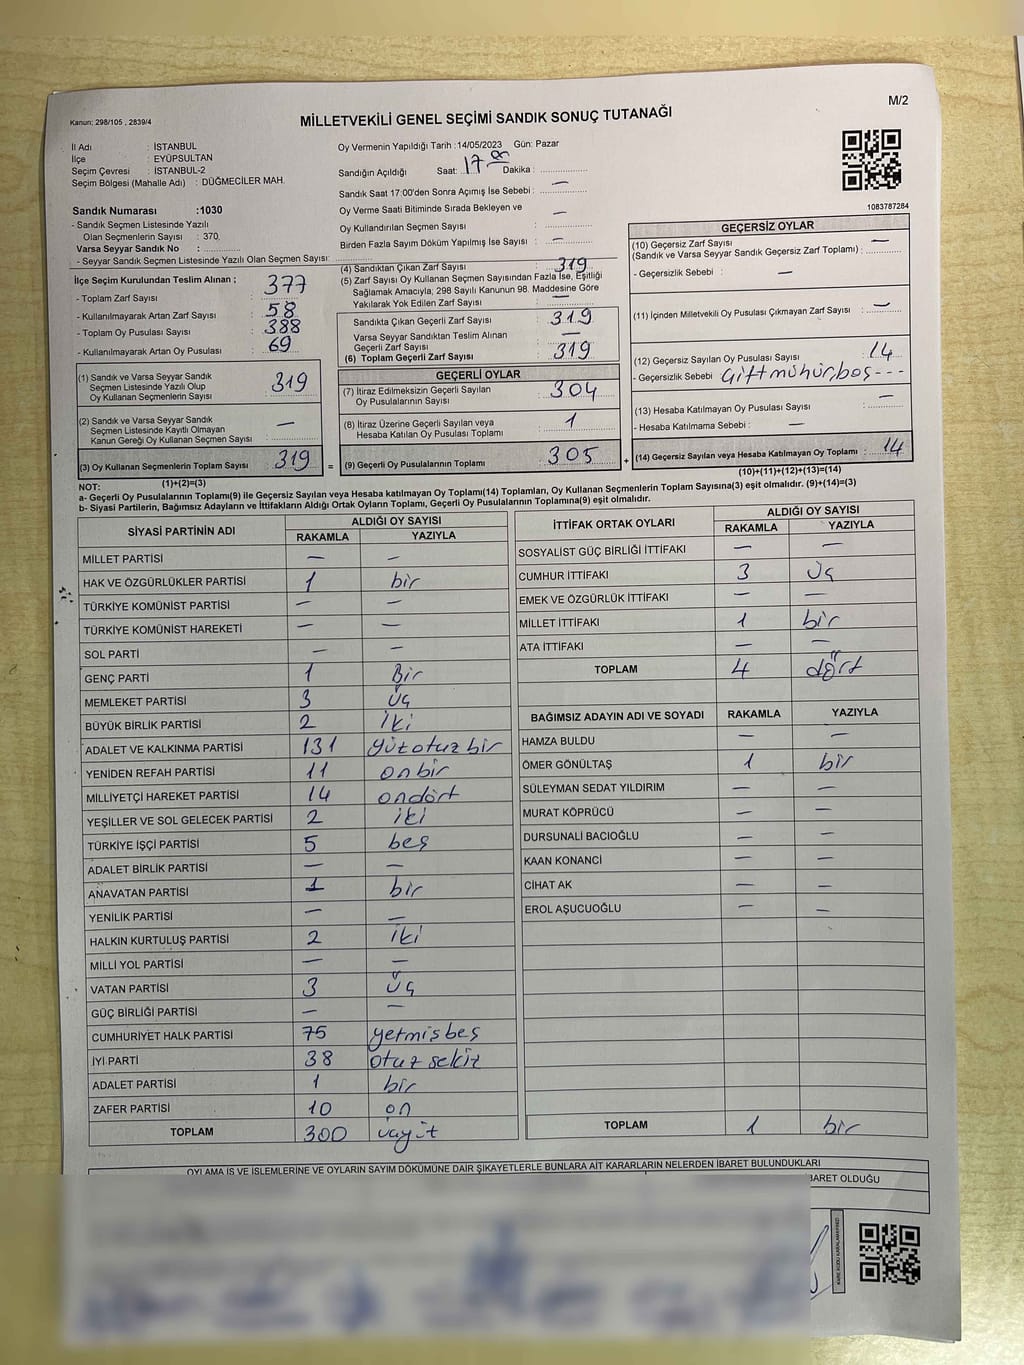 M/2
Kanun: 298/105 , 2839/4
MİLLETVEKİLİ GENEL SEÇİMİ SANDIK SONUÇ TUTANAĞI
İl Adı : İSTANBUL
İlçe : EYÜPSULTAN
Seçim Çevresi : İSTANBUL-2
Seçim Bölgesi (Mahalle Adı) : DÜĞMECİLER MAH.
Oy Vermenin Yapıldığı Tarih :14/05/2023 Gün: Pazar
Sandığın Açıldığı Saat: 17 00 Dakika : ..................
Sandık Saat 17:00'den Sonra Açımış İse Sebebi : —
Oy Verme Saati Bitiminde Sırada Bekleyen ve
Oy Kullandırılan Seçmen Sayısı —
Birden Fazla Sayım Döküm Yapılmış İse Sayısı : —
1083787284
Sandık Numarası :1030
- Sandık Seçmen Listesinde Yazılı
Olan Seçmenlerin Sayısı : 370
Varsa Seyyar Sandık No : ..................
- Seyyar Sandık Seçmen Listesinde Yazılı Olan Seçmen Sayısı: ..................
İlçe Seçim Kurulundan Teslim Alınan ;
- Toplam Zarf Sayısı 377
- Kullanılmayarak Artan Zarf Sayısı 58
- Toplam Oy Pusulası Sayısı 388
- Kullanılmayarak Artan Oy Pusulası 69
(1) Sandık ve Varsa Seyyar Sandık
Seçmen Listesinde Yazılı Olup
Oy Kullanan Seçmenlerin Sayısı 319
(2) Sandık ve Varsa Seyyar Sandık
Seçmen Listesinde Kayıtlı Olmayan
Kanun Gereği Oy Kullanan Seçmen Sayısı —
(3) Oy Kullanan Seçmenlerin Toplam Sayısı 319 =
(4) Sandıktan Çıkan Zarf Sayısı 319
(5) Zarf Sayısı Oy Kullanan Seçmen Sayısından Fazla İse, Eşitliği
Sağlamak Amacıyla; 298 Sayılı Kanunun 98. Maddesine Göre
Yakılarak Yok Edilen Zarf Sayısı : —
Sandıkta Çıkan Geçerli Zarf Sayısı 319
Varsa Seyyar Sandıktan Teslim Alınan
Geçerli Zarf Sayısı —
(6) Toplam Geçerli Zarf Sayısı 319
GEÇERLİ OYLAR
(7) İtiraz Edilmeksizin Geçerli Sayılan
Oy Pusulalarının Sayısı 304
(8) İtiraz Üzerine Geçerli Sayılan veya
Hesaba Katılan Oy Pusulası Toplamı 1
(9) Geçerli Oy Pusulalarının Toplamı 305 +
GEÇERSİZ OYLAR
(10) Geçersiz Zarf Sayısı —
(Sandık ve Varsa Seyyar Sandık Geçersiz Zarf Toplamı) : ..........
- Geçersizlik Sebebi : —
(11) İçinden Milletvekili Oy Pusulası Çıkmayan Zarf Sayısı : —
(12) Geçersiz Sayılan Oy Pusulası Sayısı : 14
- Geçersizlik Sebebi Çift mühür,boş - - -
(13) Hesaba Katılmayan Oy Pusulası Sayısı —
- Hesaba Katılmama Sebebi : —
(14) Geçersiz Sayılan veya Hesaba Katılmayan Oy Toplamı : 14
(1)+(2)=(3)
(10)+(11)+(12)+(13)=(14)
NOT:
a- Geçerli Oy Pusulalarının Toplamı(9) ile Geçersiz Sayılan veya Hesaba katılmayan Oy Toplamı(14) Toplamları, Oy Kullanan Seçmenlerin Toplam Sayısına(3) eşit olmalıdır. (9)+(14)=(3)
b- Siyasi Partilerin, Bağımsız Adayların ve İttifakların Aldığı Ortak Oyların Toplamı, Geçerli Oy Pusulalarının Toplamına(9) eşit olmalıdır.
SİYASİ PARTİNİN ADI ALDIĞI OY SAYISI
RAKAMLA YAZIYLA
MİLLET PARTİSİ — —
HAK VE ÖZGÜRLÜKLER PARTİSİ 1 bir
TÜRKİYE KOMÜNİST PARTİSİ — —
TÜRKİYE KOMÜNİST HAREKETİ — —
SOL PARTİ — —
GENÇ PARTİ 1 Bir
MEMLEKET PARTİSİ 3 üç
BÜYÜK BİRLİK PARTİSİ 2 iki
ADALET VE KALKINMA PARTİSİ 131 yüzotuz bir
YENİDEN REFAH PARTİSİ 11 onbir
MİLLİYETÇİ HAREKET PARTİSİ 14 ondört
YEŞİLLER VE SOL GELECEK PARTİSİ 2 iki
TÜRKİYE İŞÇİ PARTİSİ 5 beş
ADALET BİRLİK PARTİSİ — —
ANAVATAN PARTİSİ 1 bir
YENİLİK PARTİSİ — —
HALKIN KURTULUŞ PARTİSİ 2 iki
MİLLİ YOL PARTİSİ — —
VATAN PARTİSİ 3 üç
GÜÇ BİRLİĞİ PARTİSİ — —
CUMHURİYET HALK PARTİSİ 75 yetmişbeş
İYİ PARTİ 38 otuz sekiz
ADALET PARTİSİ 1 bir
ZAFER PARTİSİ 10 on
TOPLAM 300 üçyüz
İTTİFAK ORTAK OYLARI ALDIĞI OY SAYISI
RAKAMLA YAZIYLA
SOSYALİST GÜÇ BİRLİĞİ İTTİFAKI — —
CUMHUR İTTİFAKI 3 üç
EMEK VE ÖZGÜRLÜK İTTİFAKI — —
MİLLET İTTİFAKI 1 bir
ATA İTTİFAKI — —
TOPLAM 4 dört
BAĞIMSIZ ADAYIN ADI VE SOYADI RAKAMLA YAZIYLA
HAMZA BULDU — —
ÖMER GÖNÜLTAŞ 1 bir
SÜLEYMAN SEDAT YILDIRIM — —
MURAT KÖPRÜCÜ — —
DURSUNALİ BACIOĞLU — —
KAAN KONANCİ — —
CİHAT AK — —
EROL AŞUCUOĞLU — —
TOPLAM 1 bir
OYLAMA İŞ VE İŞLEMLERİNE VE OYLARIN SAYIM DÖKÜMÜNE DAİR ŞİKAYETLERLE BUNLARA AİT KARARLARIN NELERDEN İBARET BULUNDUKLARI
BARET OLDUĞU
KARE KODU KARALAMAYINIZ!